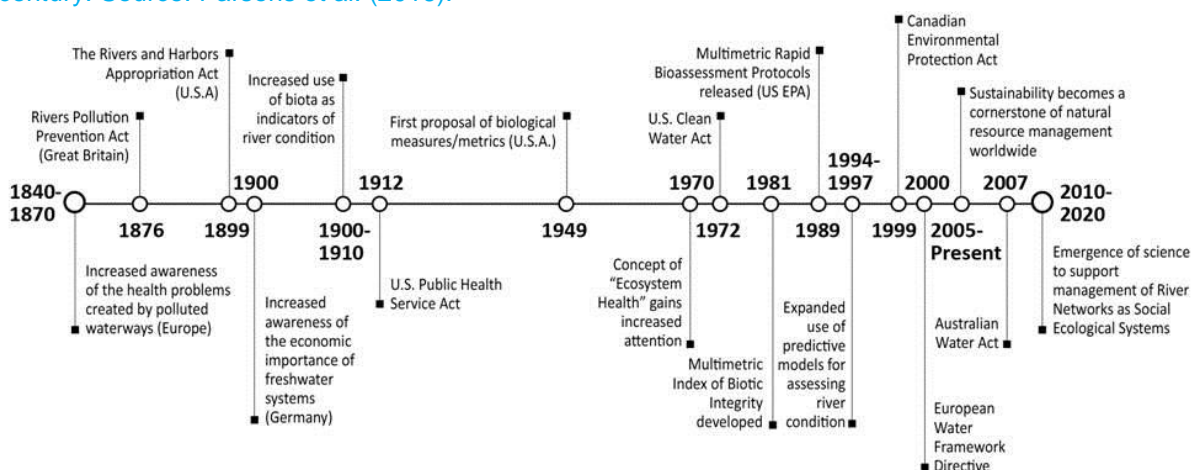 century. Source: Parsons et al. (2016).
The Rivers and Harbors
Appropriation Act
(U.S.A)
Rivers Pollution
Prevention Act
(Great Britain)
Increased use
of biota as
indicators of
river condition
First proposal of biological
measures/metrics (U.S.A.)
Multimetric Rapid
Bioassessment Protocols
released (US EPA)
U.S. Clean
Water Act
Canadian
Environmental
Protection Act
Sustainability becomes a
cornerstone of natural
resource management
worldwide
1840-
1870
1876
1899
1900
1900-
1910
1912
1949
1970
1972
1981
1989
1994-
1997
1999
2000
2005-
Present
2007
2010-
2020
Increased awareness
of the health problems
created by polluted
waterways (Europe)
Increased
awareness of
the economic
importance of
freshwater
systems
(Germany)
U.S. Public Health
Service Act
Concept of
“Ecosystem
Health” gains
increased
attention
Multimetric
Index of Biotic
Integrity
developed
Expanded
use of
predictive
models for
assessing
river
condition
European
Water
Framework
Directive
Australian
Water Act
Emergence of science
to support
management of River
Networks as Social
Ecological Systems